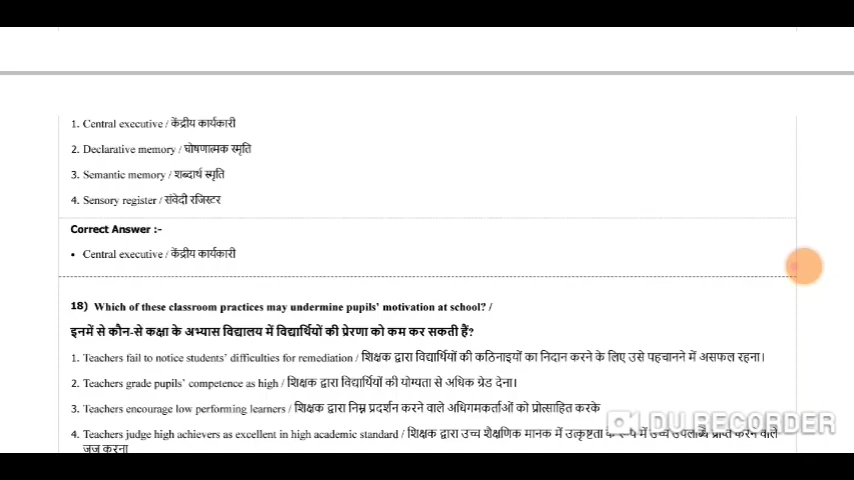 1. Central executive / केंद्रीय कार्यकारी
2. Declarative memory / घोषणात्मक स्मृति
3. Semantic memory / शब्दार्थ स्मृति
4. Sensory register / संवेदी रजिस्टर
Correct Answer :-
• Central executive / केंद्रीय कार्यकारी
18) Which of these classroom practices may undermine pupils' motivation at school? /
इनमें से कौन-से कक्षा के अभ्यास विद्यालय में विद्यार्थियों की प्रेरणा को कम कर सकती हैं?
1. Teachers fail to notice students' difficulties for remediation / शिक्षक द्वारा विद्यार्थियों की कठिनाइयों का निदान करने के लिए उसे पहचानने में असफल रहना।
2. Teachers grade pupils' competence as high / शिक्षक द्वारा विद्यार्थियों की योग्यता से अधिक ग्रेड देना।
3. Teachers encourage low performing learners / शिक्षक द्वारा निम्न प्रदर्शन करने वाले अधिगमकर्ताओं को प्रोत्साहित करके
DU RECORDER
4. Teachers judge high achievers as excellent in high academic standard / शिक्षक द्वारा उच्च शैक्षणिक मानक में उत्कृष्टता के रूप में उच्च उपलब्धि प्राप्त करने वाले
जज करना